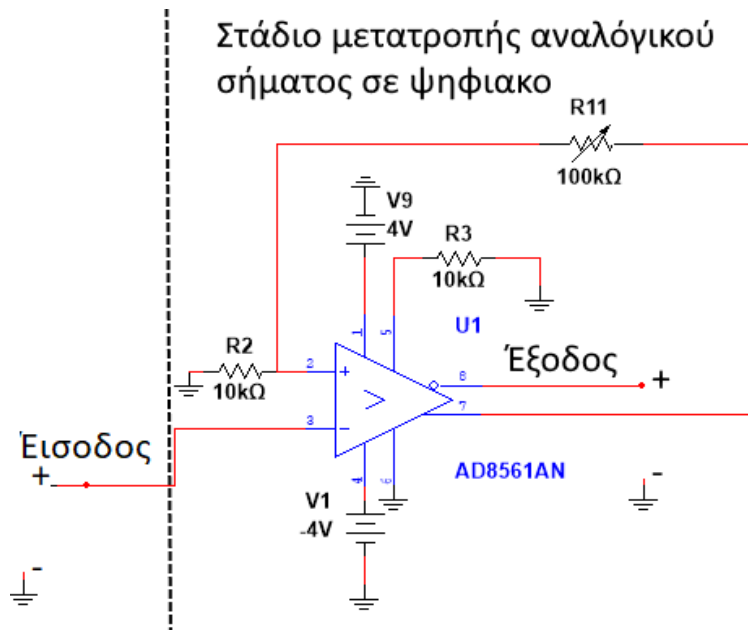 Στάδιο μετατροπής αναλόγικού
σήματος σε ψηφιακο
R11
100kΩ
V9
4V
R3
10kΩ
1
5
U1
R2
10kΩ
2
+
8
Έξοδος
+
>
7
3
−
Έισοδος
+
AD8561AN
4
6
-
V1
-4V
-